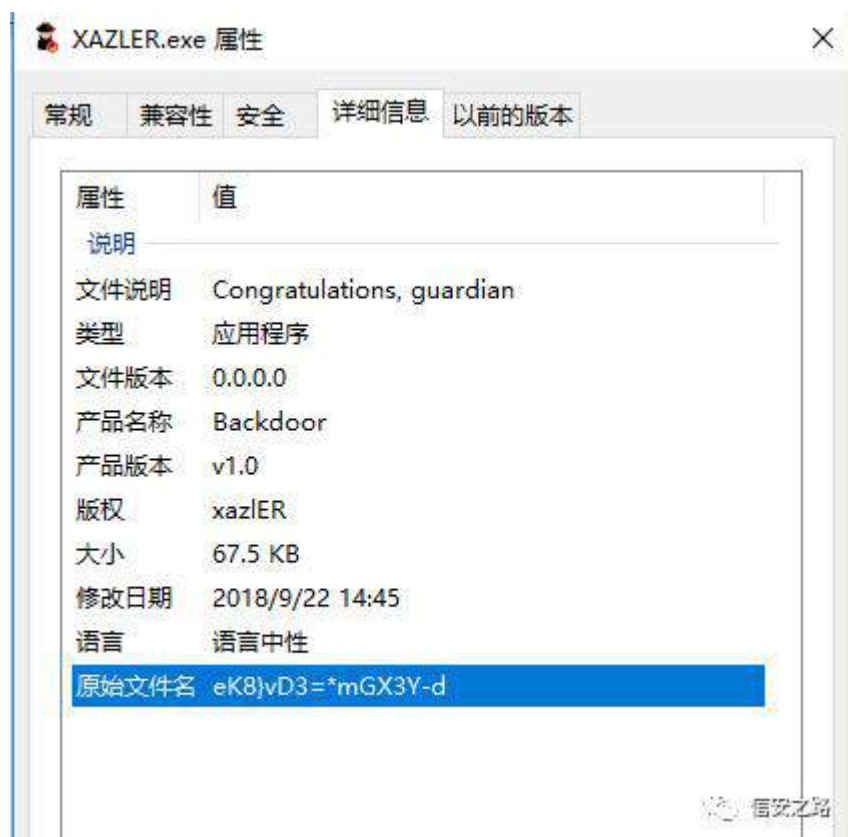 XAZLER.exe 属性
常规 兼容性 安全 详细信息 以前的版本
属性 值
说明
文件说明 Congratulations, guardian
类型 应用程序
文件版本 0.0.0.0
产品名称 Backdoor
产品版本 v1.0
版权 xazlER
大小 67.5 KB
修改日期 2018/9/22 14:45
语言 语言中性
原始文件名 eK8}vD3=*mGX3Y-d
信安之路